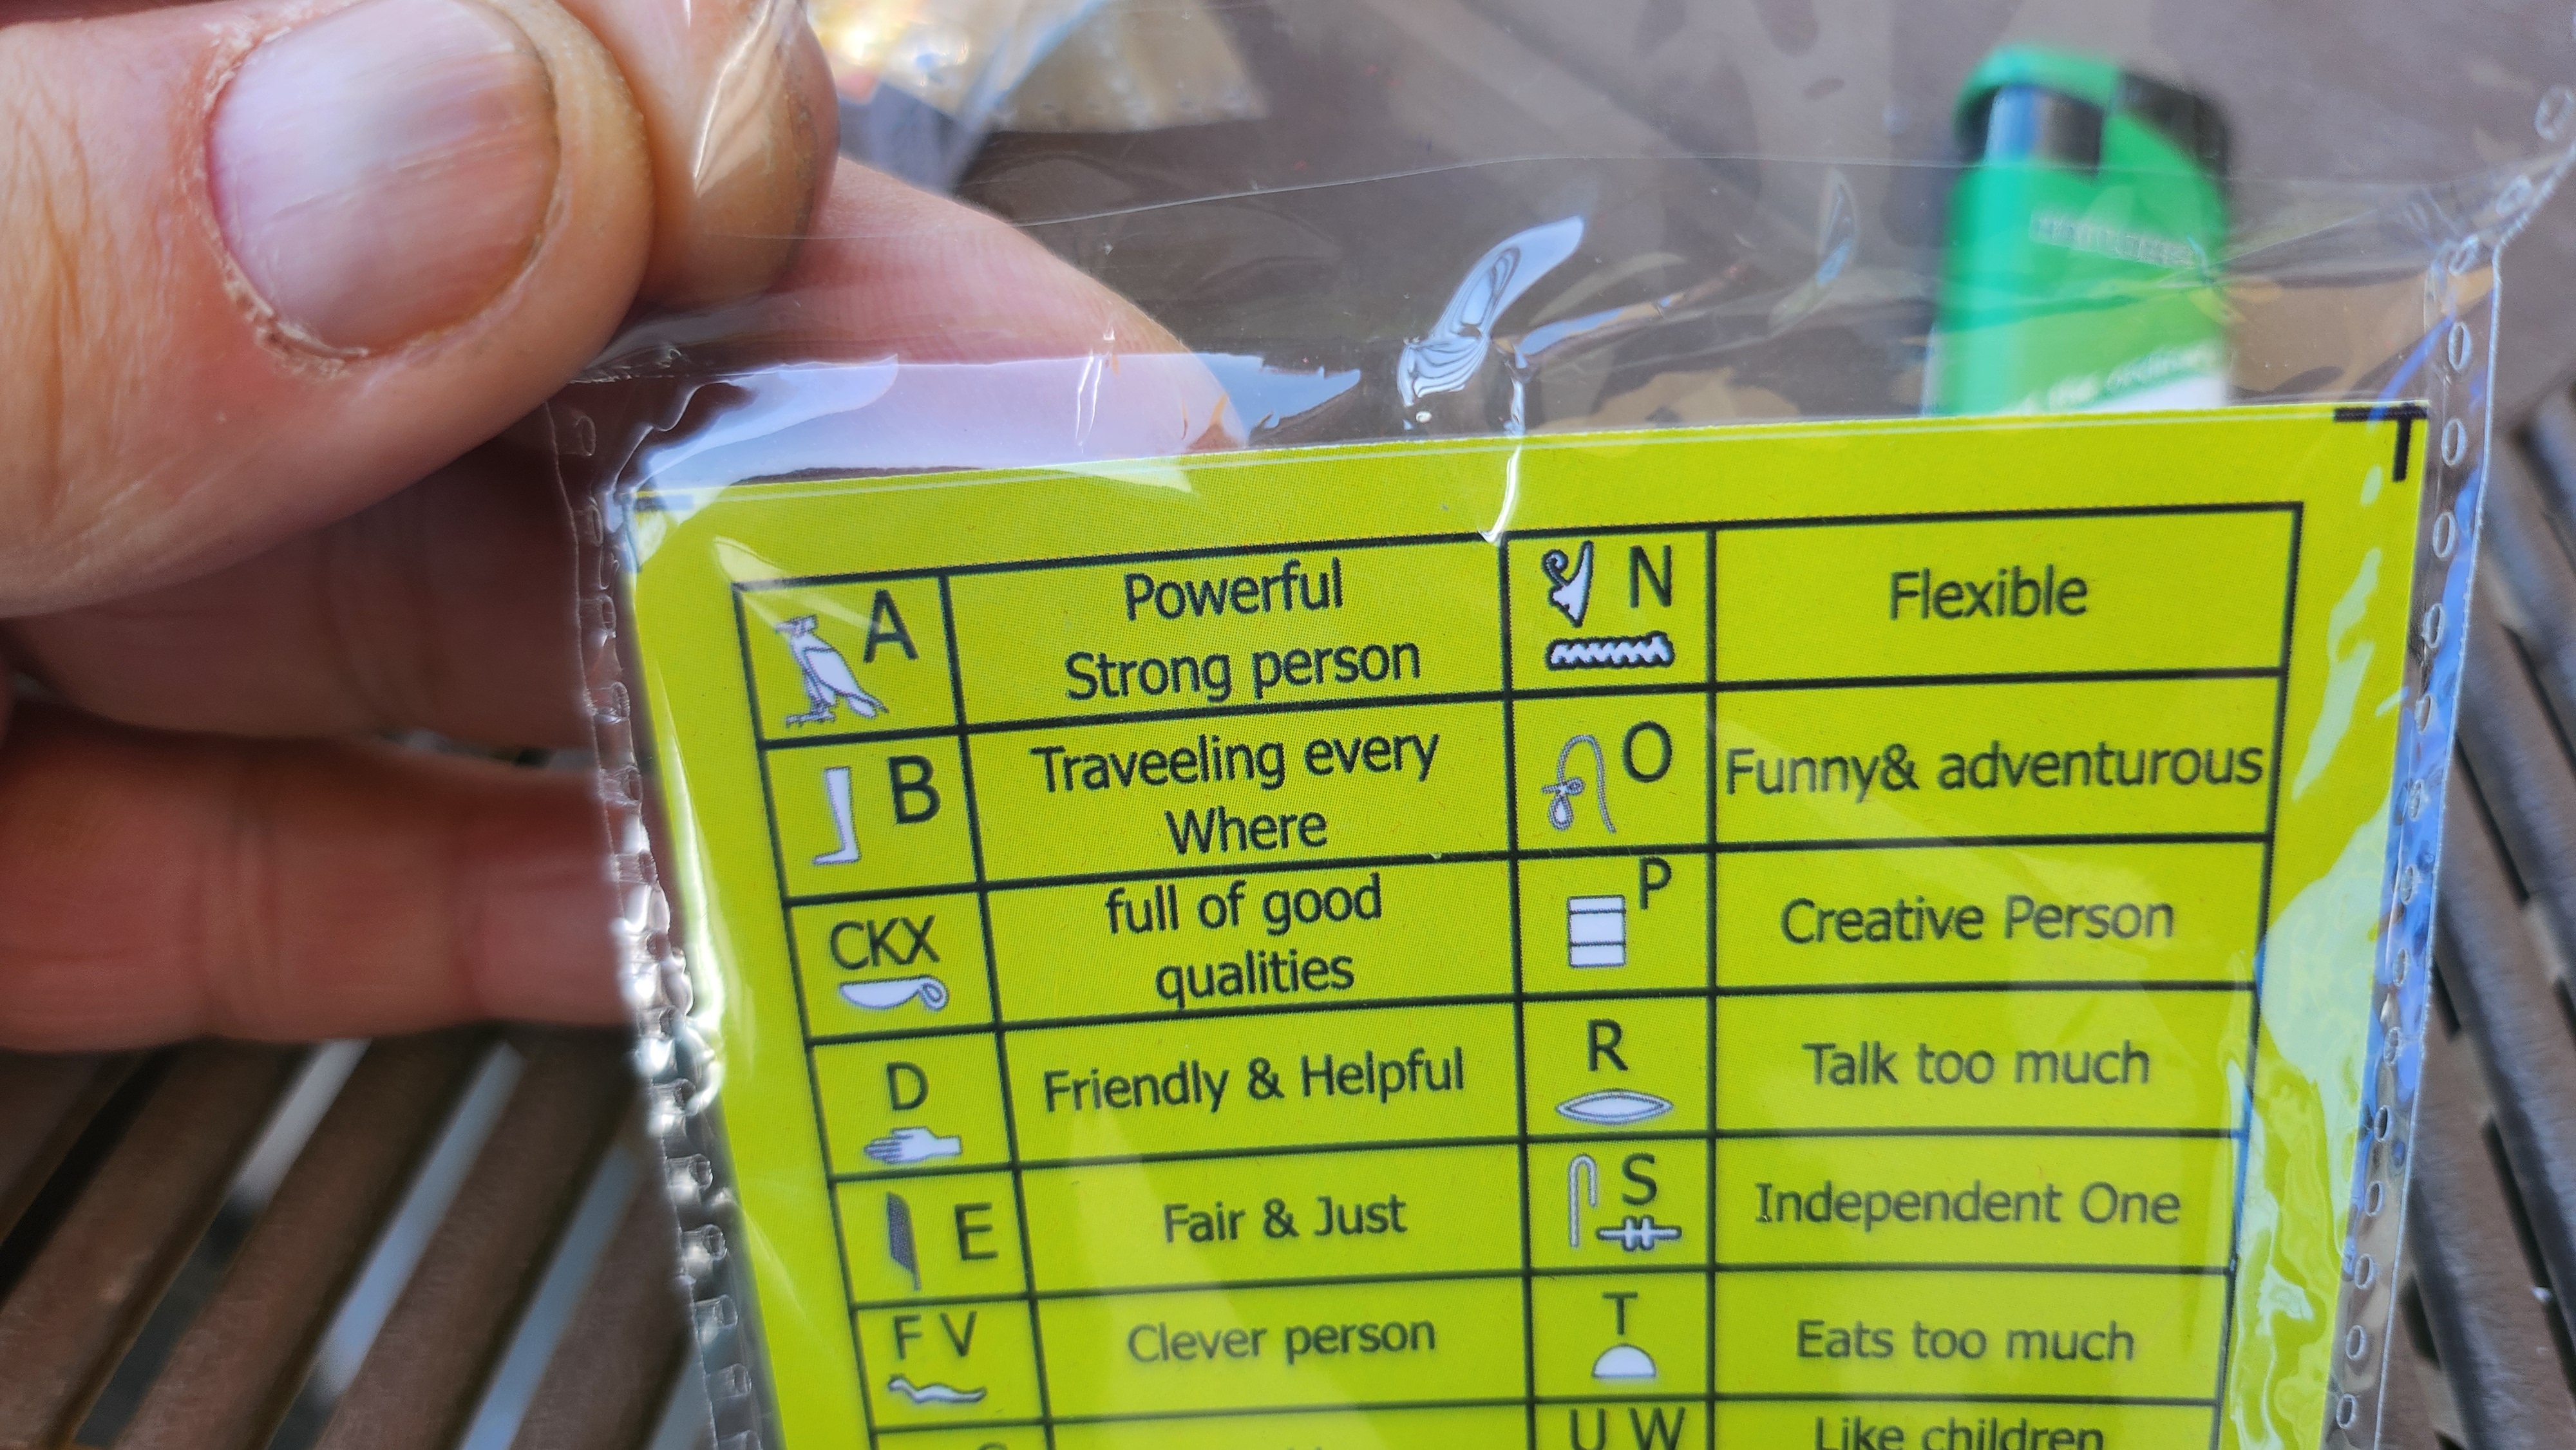 A
Powerful
Strong person
N
Flexible
B
Traveeling every
Where
O
Funny& adventurous
CKX
full of good
qualities
P
Creative Person
D
Friendly & Helpful
R
Talk too much
E
Fair & Just
S
Independent One
F V
Clever person
T
Eats too much
U W
Like children